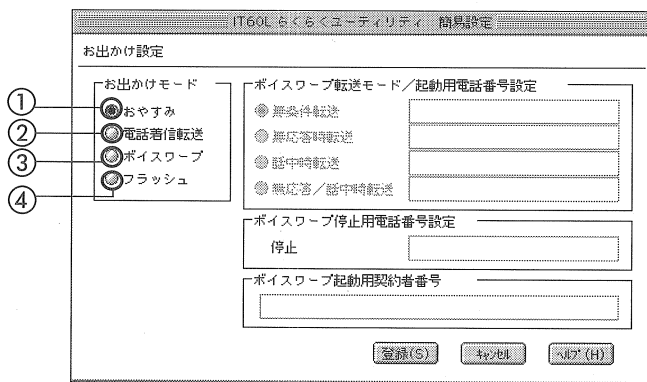 IT60L らくらくユーティリティ 簡易設定
お出かけ設定
お出かけモード
① おやすみ
② 電話着信転送
③ ボイスワープ
④ フラッシュ
ボイスワープ転送モード／起動用電話番号設定
無条件転送
無応答時転送
話中時転送
無応答／話中時転送
ボイスワープ停止用電話番号設定
停止
ボイスワープ起動用契約者番号
登録(S)
キャンセル
ヘルプ(H)